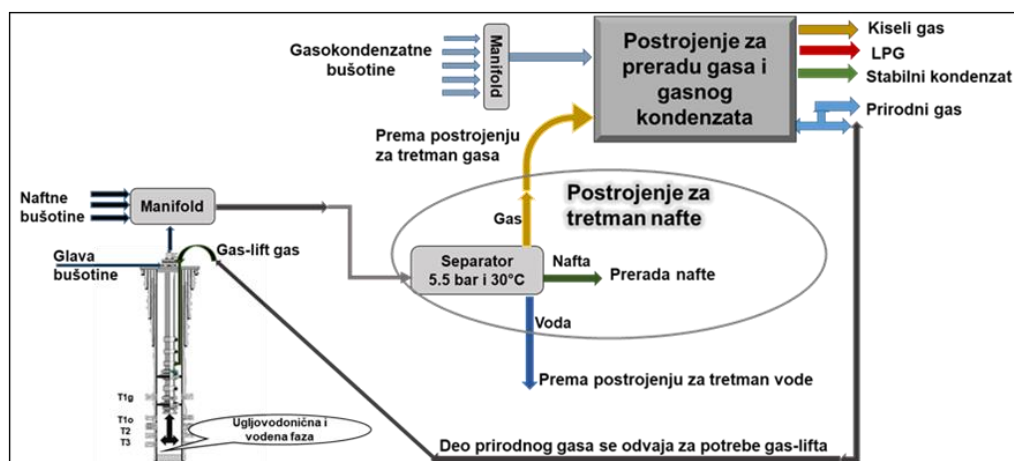 Gasokondenzatne
bušotine
Manifold
Postrojenje za
preradu gasa i
gasnog
kondenzata
Kiseli gas
LPG
Stabilni kondenzat
Prirodni gas
Prema postrojenju
za tretman gasa
Naftne
bušotine
Manifold
Postrojenje za
tretman nafte
Gas
Glava
bušotine
Gas-lift gas
Separator
5.5 bar i 30°C
Nafta
Prerada nafte
Voda
Prema postrojenju za tretman vode
T1g
T1o
T2
T3
Ugljovodonična i
vodena faza
Deo prirodnog gasa se odvaja za potrebe gas-lifta